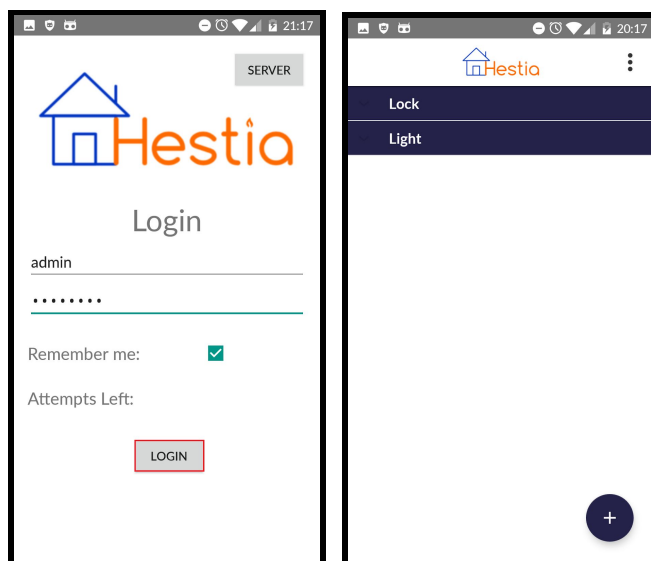 21:17
SERVER
Hestia
Login
admin
Remember me:
Attempts Left:
LOGIN
20:17
Hestia
Lock
Light
+